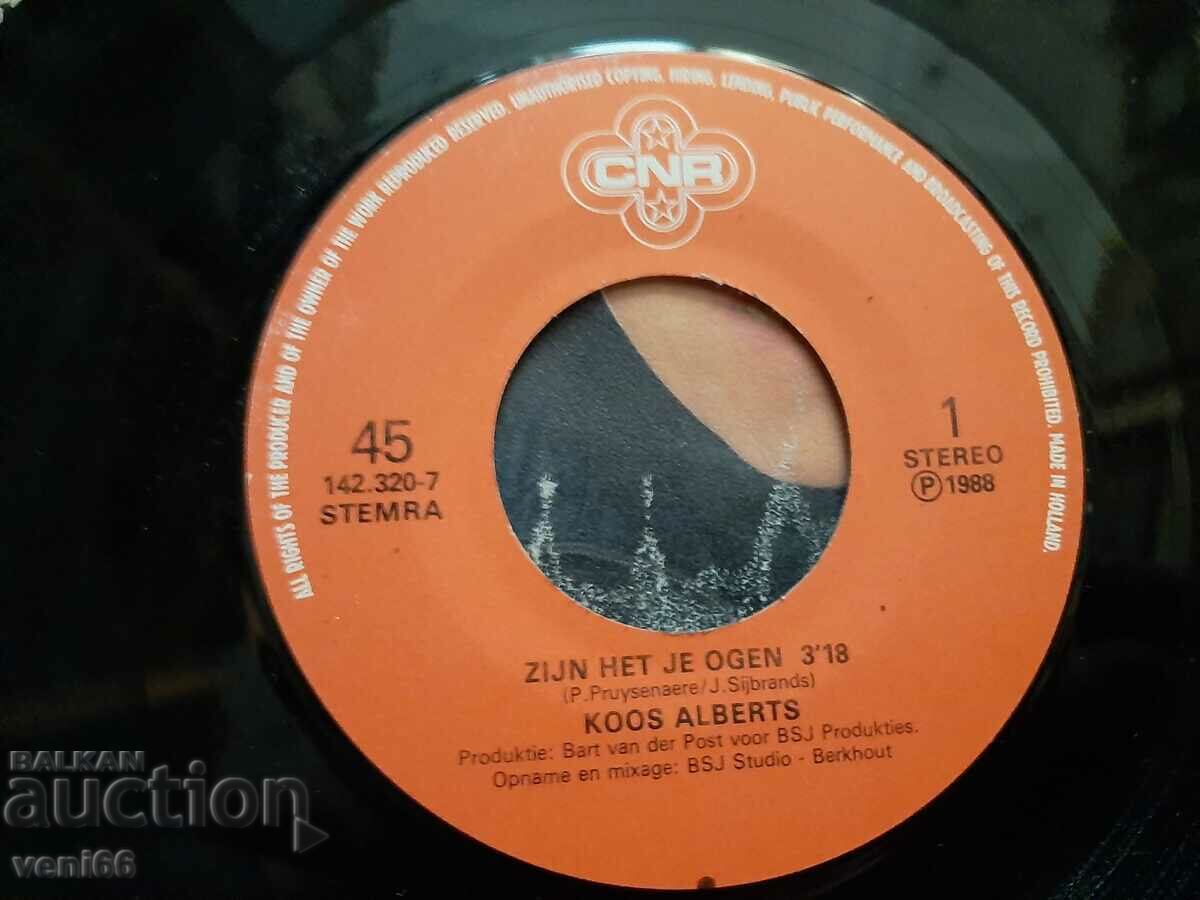 ALL RIGHTS OF THE PRODUCER AND OF THE OWNER OF THE WORK REPRODUCED RESERVED. UNAUTHORISED COPYING, HIRING, LENDING, PUBLIC PERFORMANCE AND BROADCASTING OF THIS RECORD PROHIBITED. MADE IN HOLLAND.
CNR
45
142.320-7
STEMRA
1
STEREO
Ⓟ 1988
ZIJN HET JE OGEN 3'18
(P. Pruysenaere/J. Sijbrands)
KOOS ALBERTS
Produktie: Bart van der Post voor BSJ Produkties.
Opname en mixage: BSJ Studio - Berkhout
BALKAN
auction
veni66